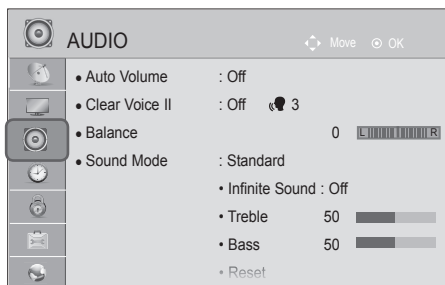 AUDIO Move OK
• Auto Volume : Off
• Clear Voice II : Off 3
• Balance 0 L R
• Sound Mode : Standard
• Infinite Sound : Off
• Treble 50
• Bass 50
• Reset